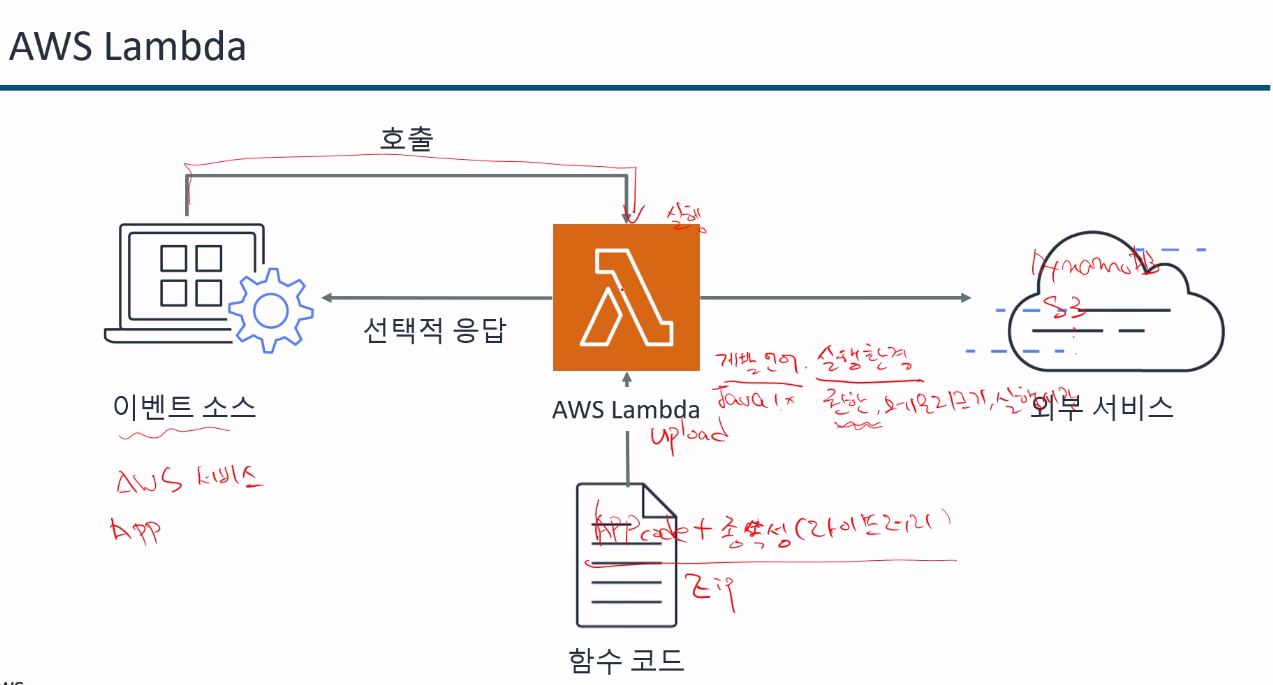 AWS Lambda
호출
실행
DynamoDB
S3
선택적 응답
개발언어. 실행환경
이벤트 소스
AWS Lambda
Java 1.x
권한, 메모리크기, 실행시간
외부 서비스
upload
AWS 서비스
App
APP code + 종속성(라이브러리)
Zip
함수 코드